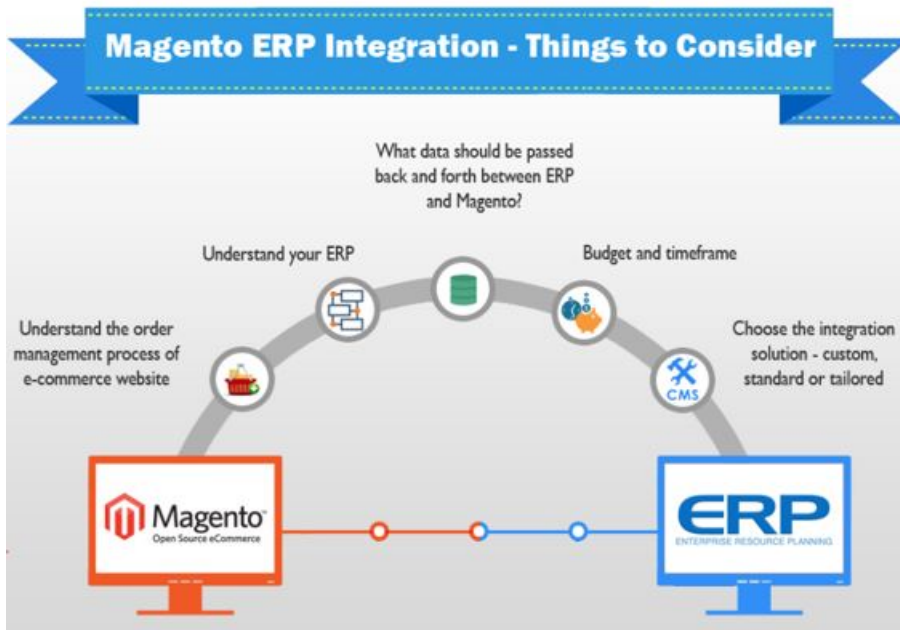 Magento ERP Integration - Things to Consider
What data should be passed
back and forth between ERP
and Magento?
Understand your ERP
Budget and timeframe
Understand the order
management process of
e-commerce website
Choose the integration
solution - custom,
standard or tailored
CMS
Magento™
Open Source eCommerce
ERP
ENTERPRISE RESOURCE PLANNING